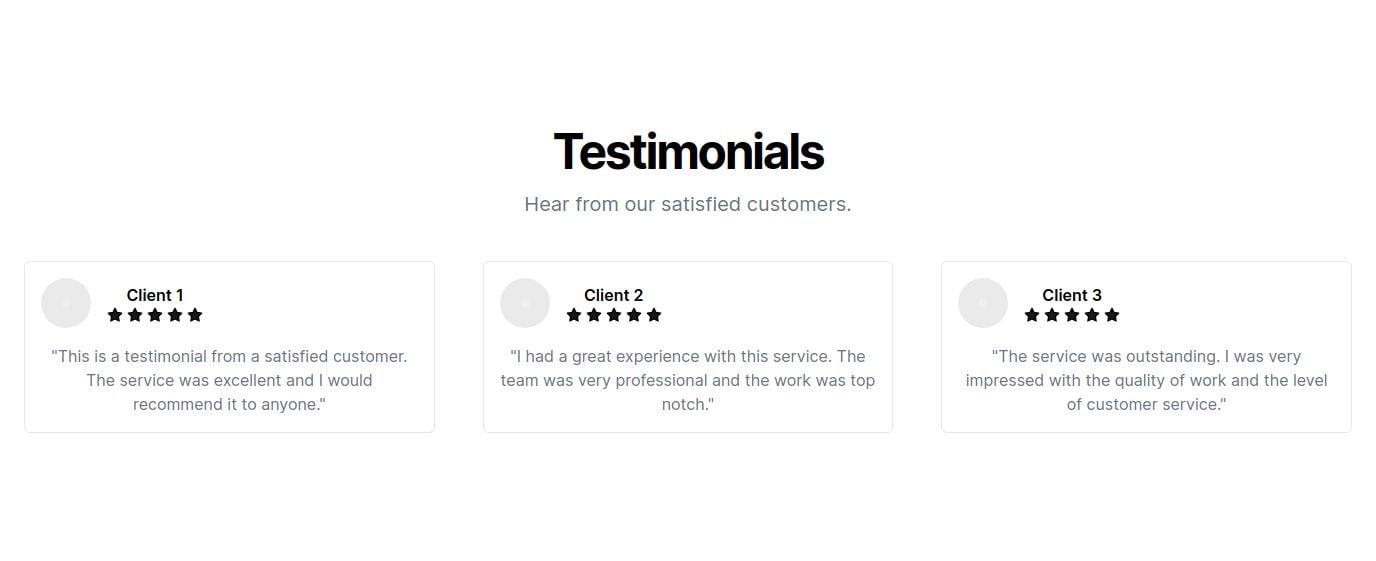 Testimonials
Hear from our satisfied customers.
Client 1
"This is a testimonial from a satisfied customer.
The service was excellent and I would
recommend it to anyone."
Client 2
"I had a great experience with this service. The
team was very professional and the work was top
notch."
Client 3
"The service was outstanding. I was very
impressed with the quality of work and the level
of customer service."